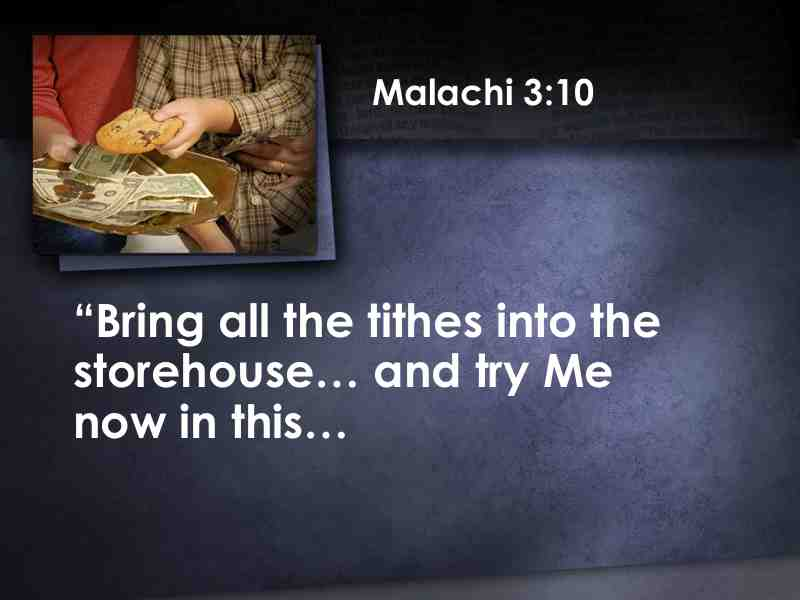 Malachi 3:10
“Bring all the tithes into the
storehouse… and try Me
now in this…